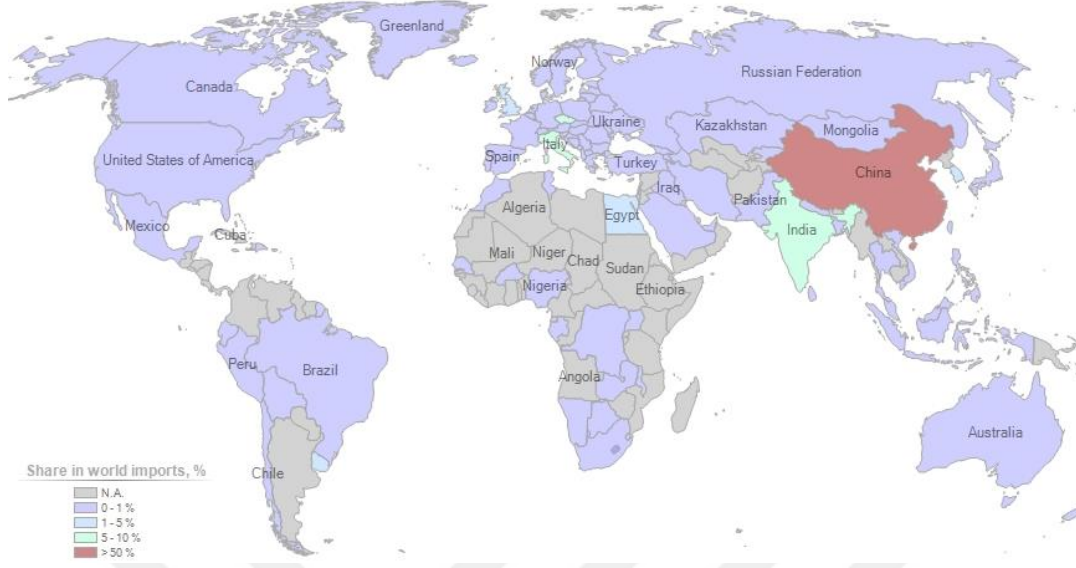 Greenland
Norway
Canada
Russian Federation
Ukraine
Kazakhstan
Mongolia
United States of America
Spain
Italy
Turkey
China
Iraq
Pakistan
Mexico
Algeria
Egypt
India
Cuba
Mali
Niger
Chad
Sudan
Nigeria
Ethiopia
Peru
Brazil
Angola
Australia
Chile
Share in world imports, %
N.A.
0 - 1 %
1 - 5 %
5 - 10 %
> 50 %